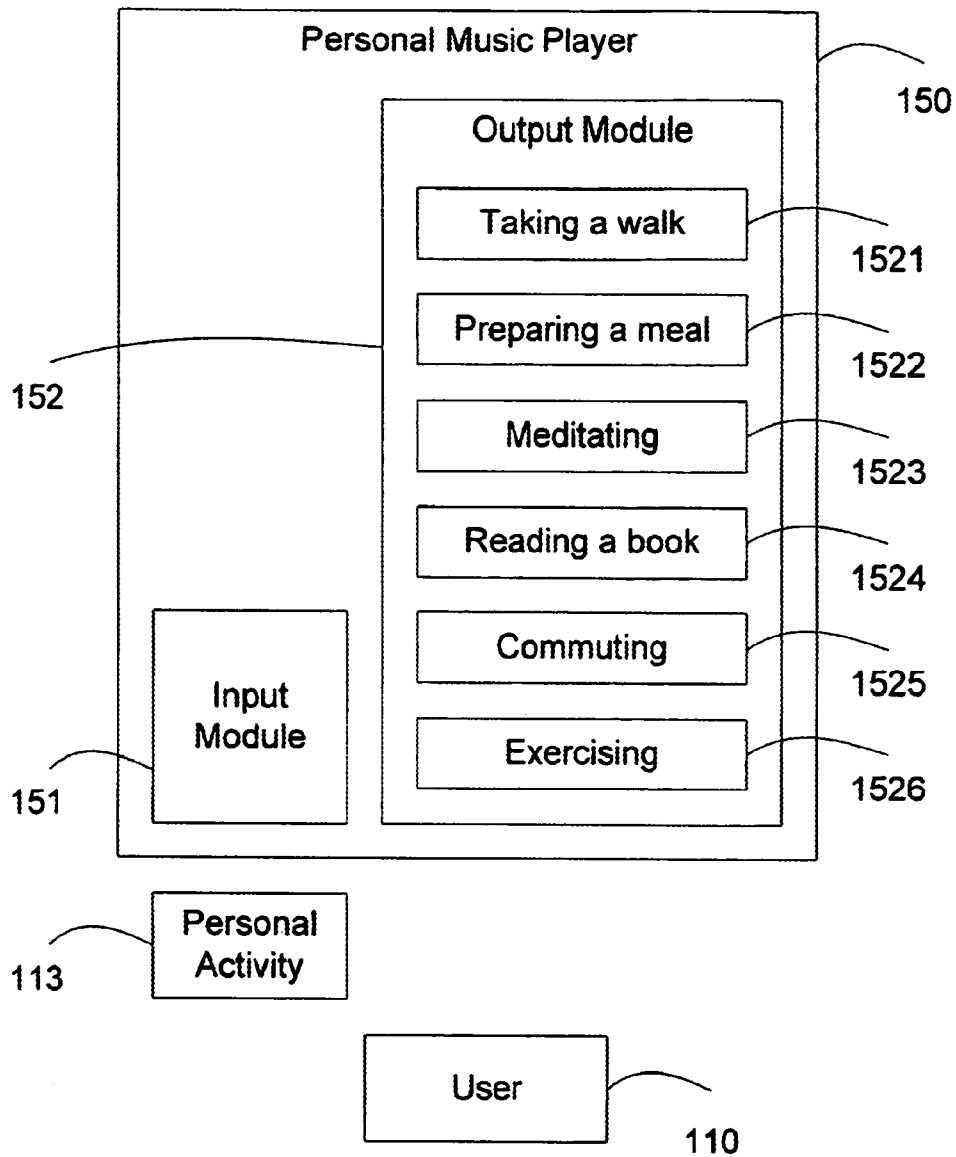 Personal Music Player
150
Output Module
Taking a walk
1521
Preparing a meal
1522
152
Meditating
1523
Reading a book
1524
Commuting
1525
Input
Module
151
Exercising
1526
Personal
Activity
113
User
110